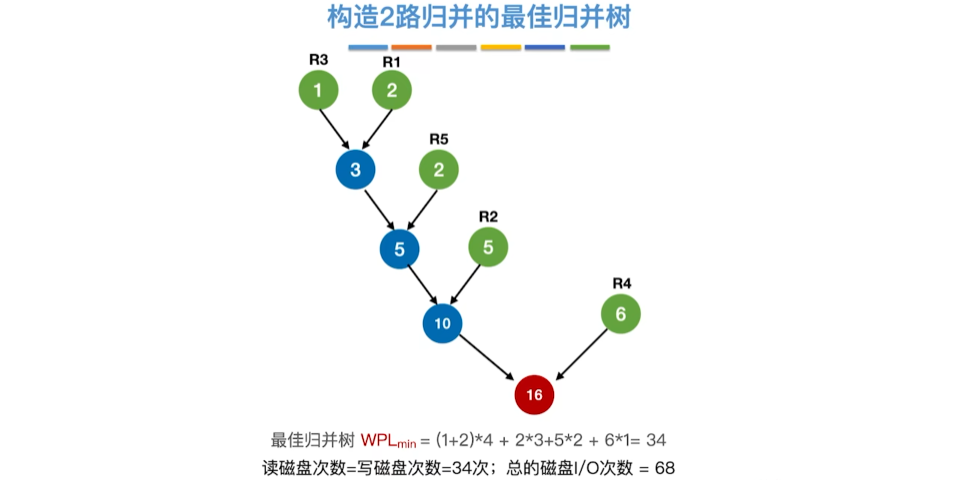 构造2路归并的最佳归并树
R3 R1
1 2
R5
3 2
R2
5 5
R4
10 6
16
最佳归并树 WPLmin = (1+2)*4 + 2*3+5*2 + 6*1= 34
读磁盘次数=写磁盘次数=34次；总的磁盘I/O次数 = 68